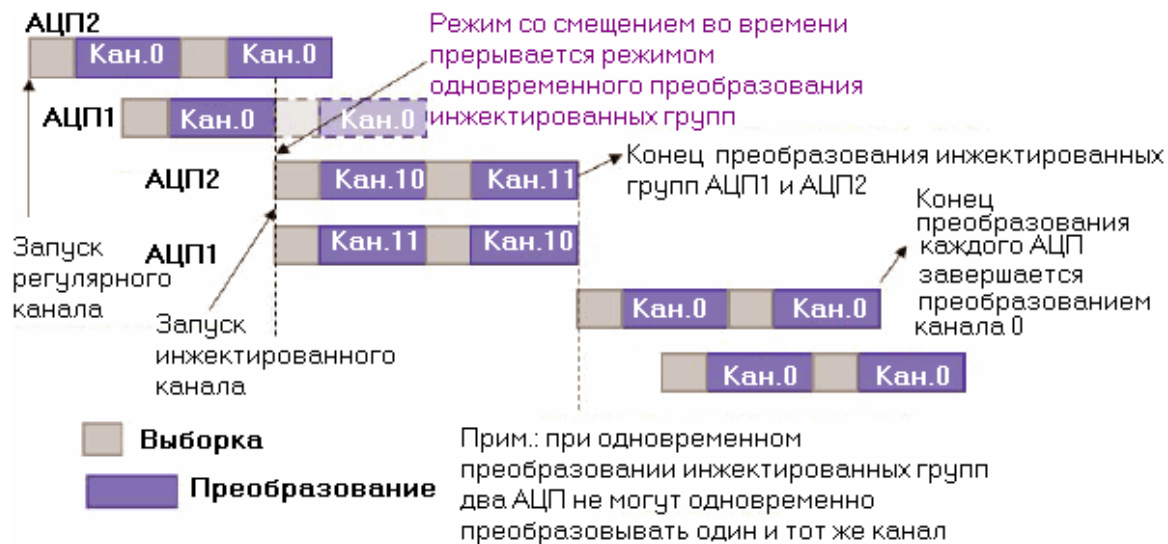 АЦП2
Кан.0 Кан.0
Режим со смещением во времени
прерывается режимом
одновременного преобразования
инжектированных групп
АЦП1 Кан.0 Кан.0
АЦП2 Кан.10 Кан.11
Конец преобразования инжектированных
групп АЦП1 и АЦП2
АЦП1 Кан.11 Кан.10
Запуск
регулярного
канала
Запуск
инжектированного
канала
Конец
преобразования
каждого АЦП
завершается
преобразованием
канала 0
Кан.0 Кан.0
Кан.0 Кан.0
Выборка
Преобразование
Прим.: при одновременном
преобразовании инжектированных групп
два АЦП не могут одновременно
преобразовывать один и тот же канал